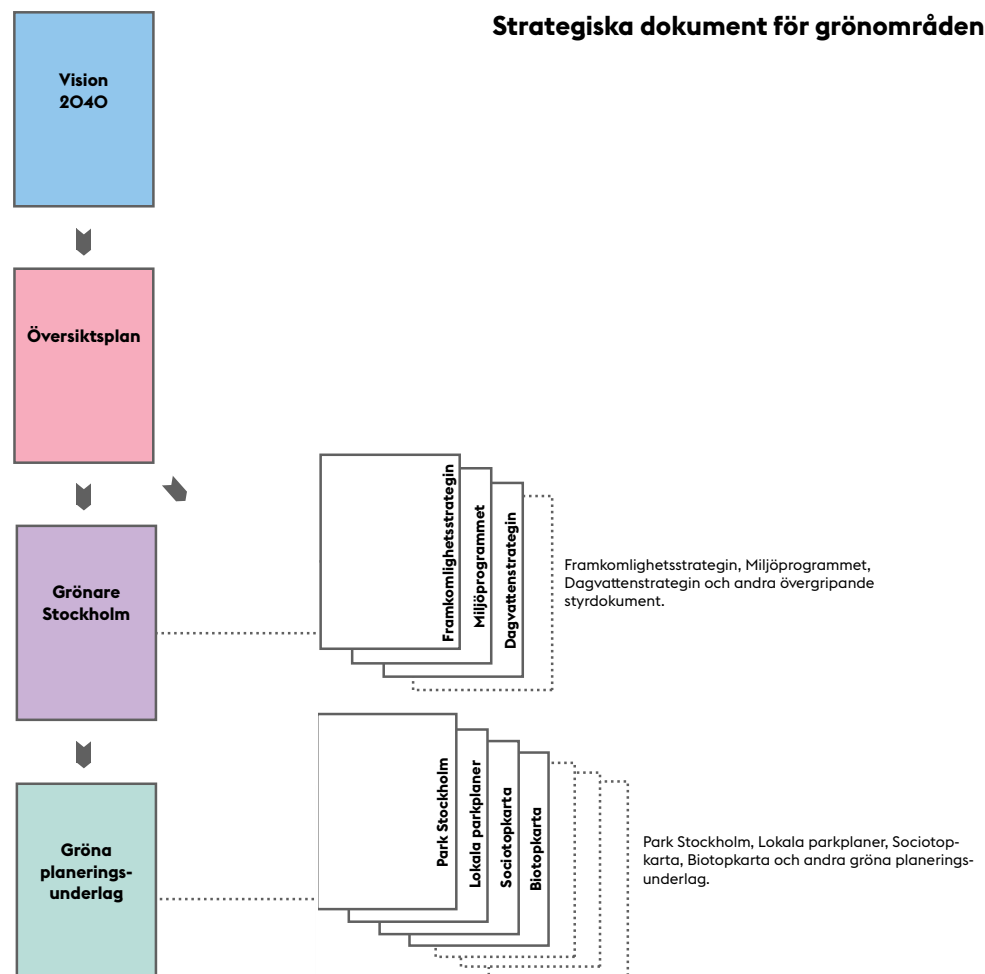 Strategiska dokument för grönområden
Vision
2040
Översiktsplan
Grönare
Stockholm
Framkomlighetsstrategin
Miljöprogrammet
Dagvattenstrategin
Framkomlighetsstrategin, Miljöprogrammet,
Dagvattenstrategin och andra övergripande
styrdokument.
Gröna
planerings-
underlag
Park Stockholm
Lokala parkplaner
Sociotopkarta
Biotopkarta
Park Stockholm, Lokala parkplaner, Sociotop-
karta, Biotopkarta och andra gröna planerings-
underlag.